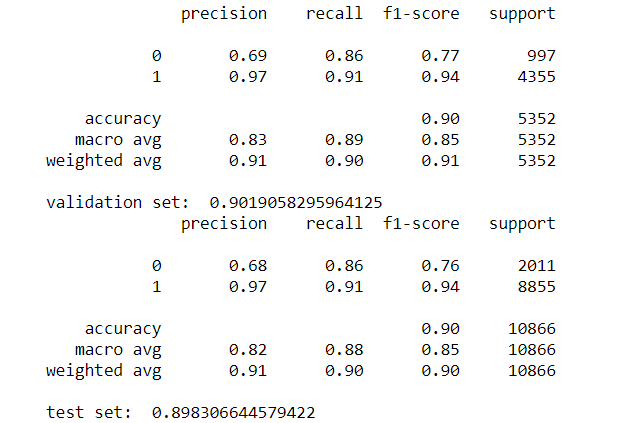 precision recall f1-score support
0 0.69 0.86 0.77 997
1 0.97 0.91 0.94 4355
accuracy 0.90 5352
macro avg 0.83 0.89 0.85 5352
weighted avg 0.91 0.90 0.91 5352
validation set: 0.9019058295964125
precision recall f1-score support
0 0.68 0.86 0.76 2011
1 0.97 0.91 0.94 8855
accuracy 0.90 10866
macro avg 0.82 0.88 0.85 10866
weighted avg 0.91 0.90 0.90 10866
test set: 0.898306644579422